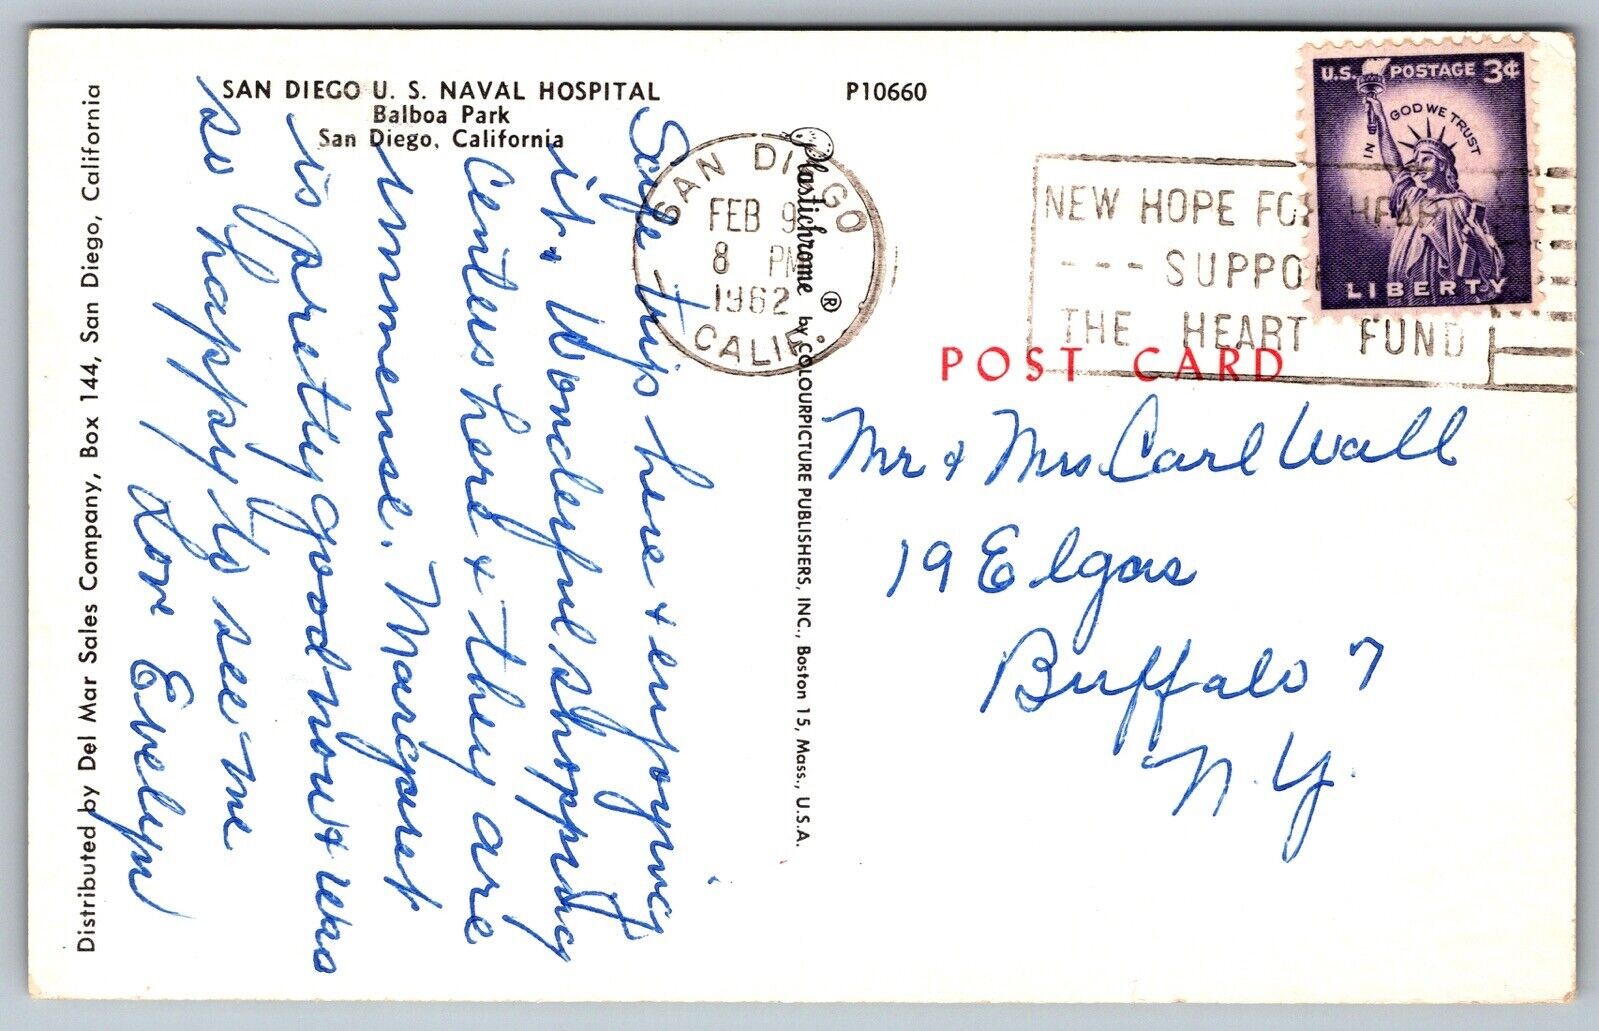 SAN DIEGO U. S. NAVAL HOSPITAL
Balboa Park
San Diego, California
P10660
Safe trip here + enjoying
it. Wonderful shopping
Centers here + they are
immense. Margaret
is pretty good now + was
so happy to see me
Love Evelyn
Distributed by Del Mar Sales Company, Box 144, San Diego, California
Plastichrome ® by COLOURPICTURE PUBLISHERS, INC., Boston 15, Mass., U.S.A.
SAN DIEGO
FEB 9
8 PM
1962
CALIF.
NEW HOPE FOR HEAR
--- SUPPO
THE HEART FUND
U.S. POSTAGE 3¢
IN GOD WE TRUST
LIBERTY
POST CARD
Mr + Mrs Carl Wall
19 Elgas
Buffalo 7
N.Y.